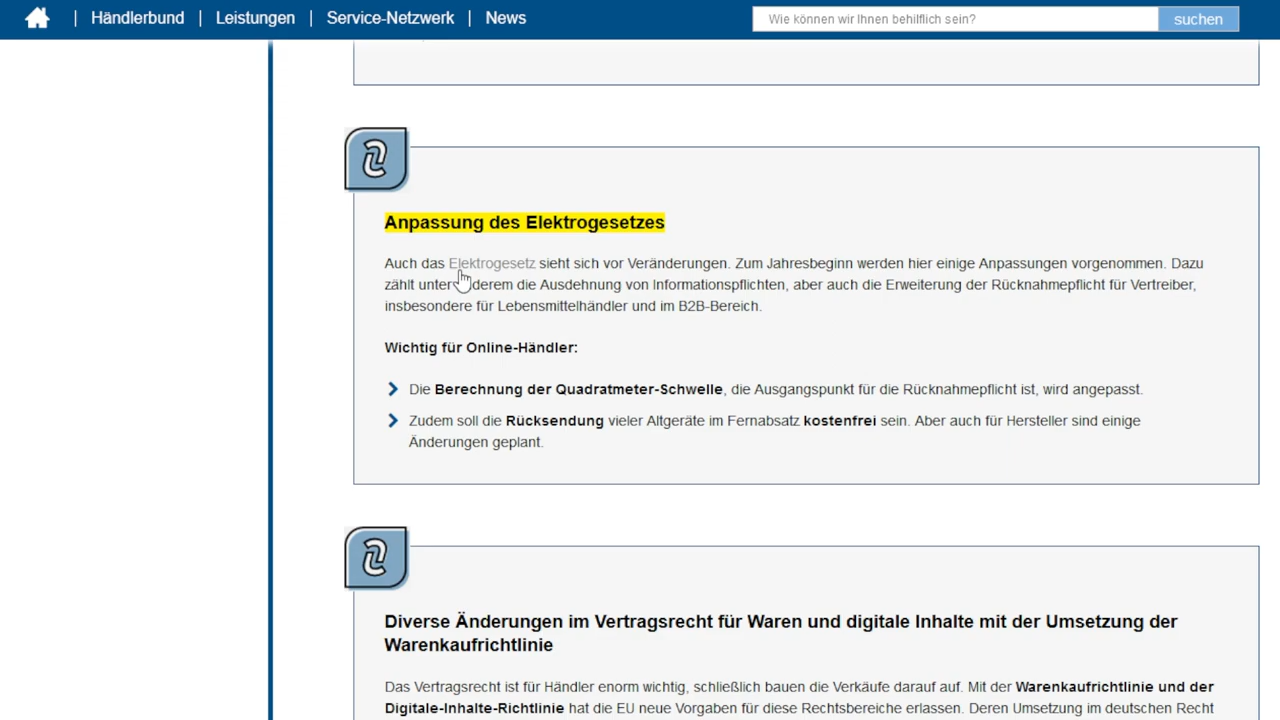 Händlerbund | Leistungen | Service-Netzwerk | News
Wie können wir Ihnen behilflich sein?
suchen
Anpassung des Elektrogesetzes
Auch das Elektrogesetz sieht sich vor Veränderungen. Zum Jahresbeginn werden hier einige Anpassungen vorgenommen. Dazu
zählt unter anderem die Ausdehnung von Informationspflichten, aber auch die Erweiterung der Rücknahmepflicht für Vertreiber,
insbesondere für Lebensmittelhändler und im B2B-Bereich.
Wichtig für Online-Händler:
Die Berechnung der Quadratmeter-Schwelle, die Ausgangspunkt für die Rücknahmepflicht ist, wird angepasst.
Zudem soll die Rücksendung vieler Altgeräte im Fernabsatz kostenfrei sein. Aber auch für Hersteller sind einige
Änderungen geplant.
Diverse Änderungen im Vertragsrecht für Waren und digitale Inhalte mit der Umsetzung der
Warenkaufrichtlinie
Das Vertragsrecht ist für Händler enorm wichtig, schließlich bauen die Verkäufe darauf auf. Mit der Warenkaufrichtlinie und der
Digitale-Inhalte-Richtlinie hat die EU neue Vorgaben für diese Rechtsbereiche erlassen. Deren Umsetzung im deutschen Recht